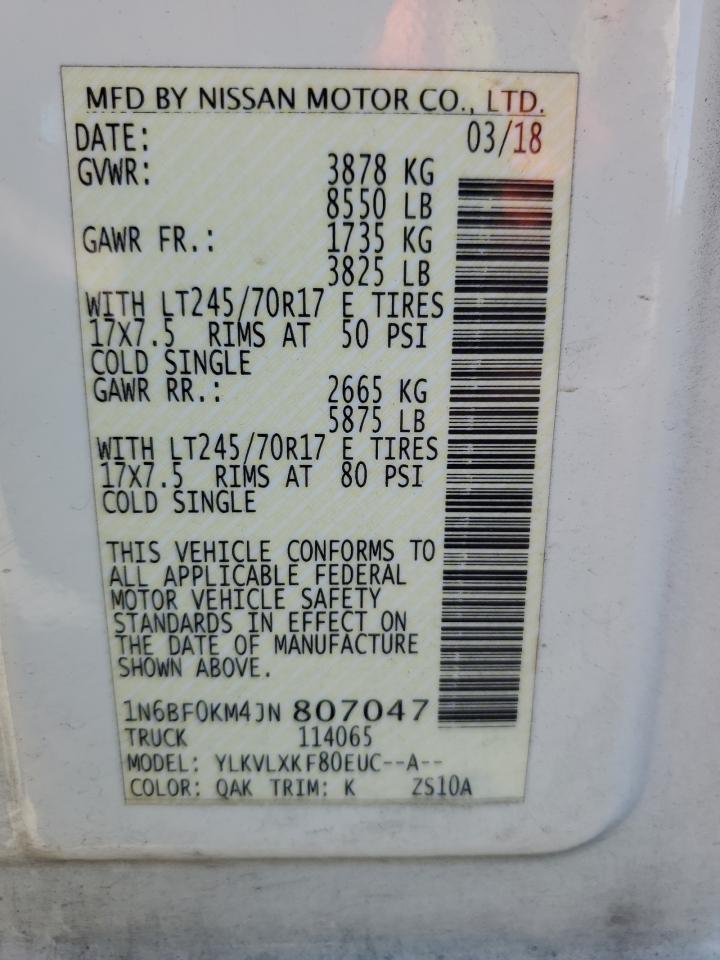 MFD BY NISSAN MOTOR CO., LTD.
DATE: 03/18
GVWR: 3878 KG
8550 LB
GAWR FR.: 1735 KG
3825 LB
WITH LT245/70R17 E TIRES
17X7.5 RIMS AT 50 PSI
COLD SINGLE
GAWR RR.: 2665 KG
5875 LB
WITH LT245/70R17 E TIRES
17X7.5 RIMS AT 80 PSI
COLD SINGLE
THIS VEHICLE CONFORMS TO
ALL APPLICABLE FEDERAL
MOTOR VEHICLE SAFETY
STANDARDS IN EFFECT ON
THE DATE OF MANUFACTURE
SHOWN ABOVE.
1N6BF0KM4JN 807047
TRUCK 114065
MODEL: YLKVLXKF80EUC--A--
COLOR: QAK TRIM: K ZS10A